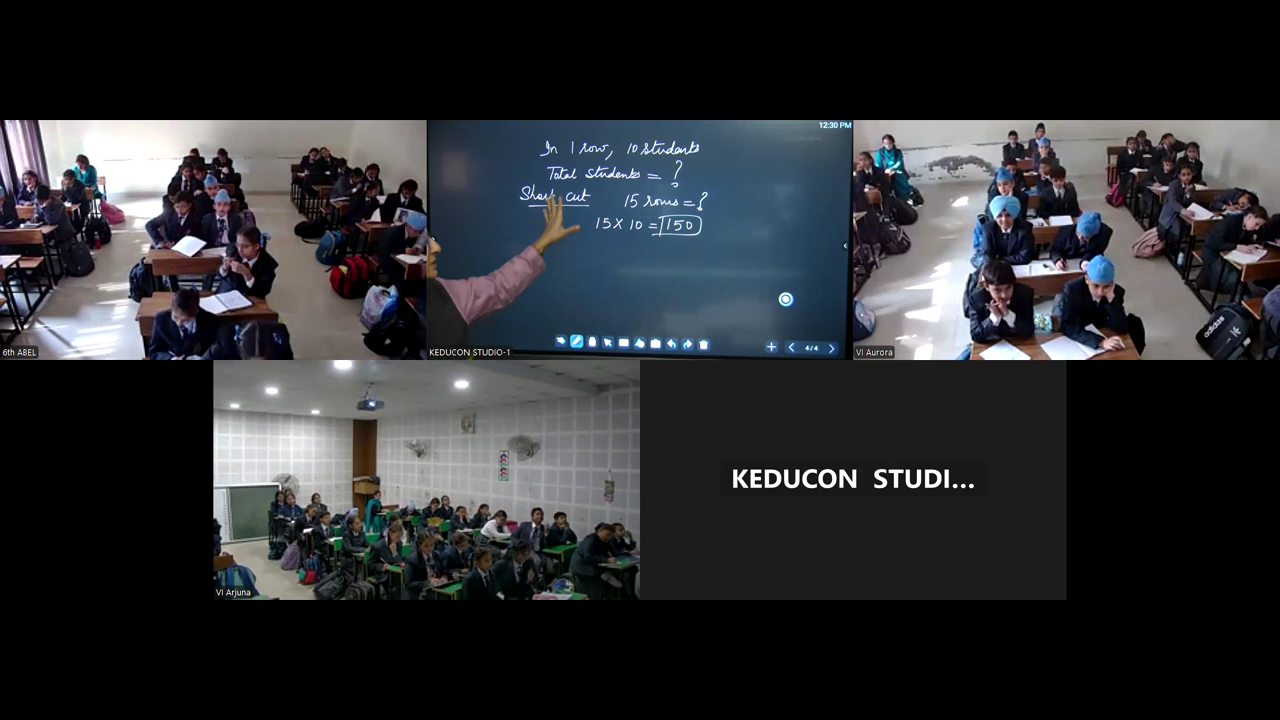 12:30 PM
In 1 row, 10 students
Total students = ?
Short cut 15 rows = ?
15 X 10 = 150
4/4
6th ABEL
KEDUCON STUDIO-1
VI Aurora
adidas
KEDUCON STUDI...
VI Arjuna